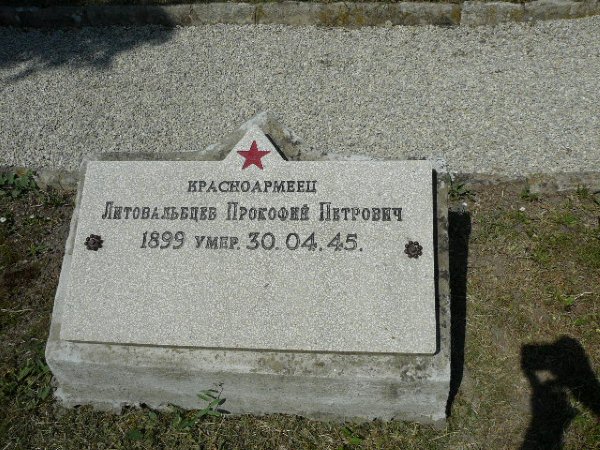 КРАСНОАРМЕЕЦ
ЛИТОВАЛЬЦЕВ ПРОКОФИЙ ПЕТРОВИЧ
1899 УМЕР. 30.04.45.